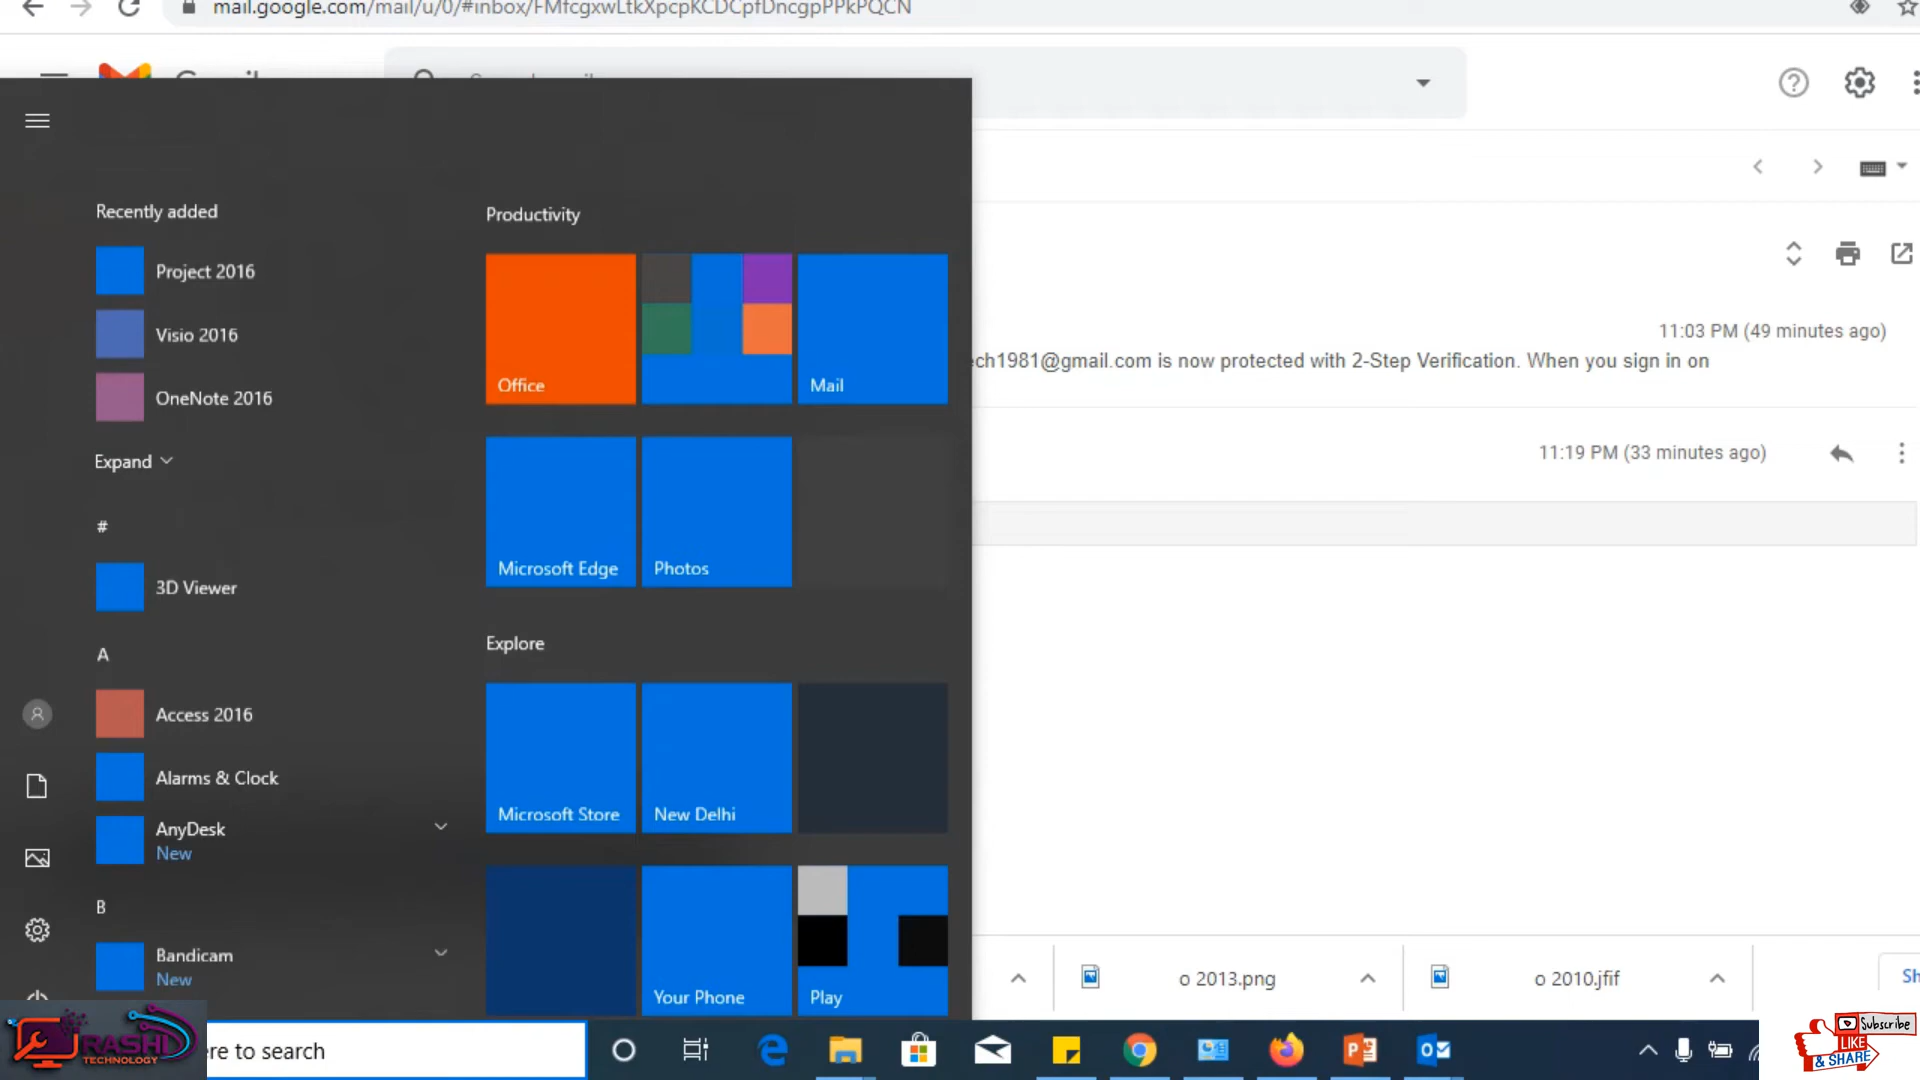 mail.google.com/mail/u/0/#inbox/FMfcgxwLtkXpcpKCDCpfDncgpPPkPQCN
Recently added
Project 2016
Visio 2016
OneNote 2016
Expand
#
3D Viewer
A
Access 2016
Alarms & Clock
AnyDesk
New
B
Bandicam
New
Productivity
Office
Mail
Microsoft Edge
Photos
Explore
Microsoft Store
New Delhi
Your Phone
Play
11:03 PM (49 minutes ago)
ech1981@gmail.com is now protected with 2-Step Verification. When you sign in on
11:19 PM (33 minutes ago)
o 2013.png
o 2010.jfif
Sh
RASHI
TECHNOLOGY
ere to search
Subscribe
LIKE
& SHARE